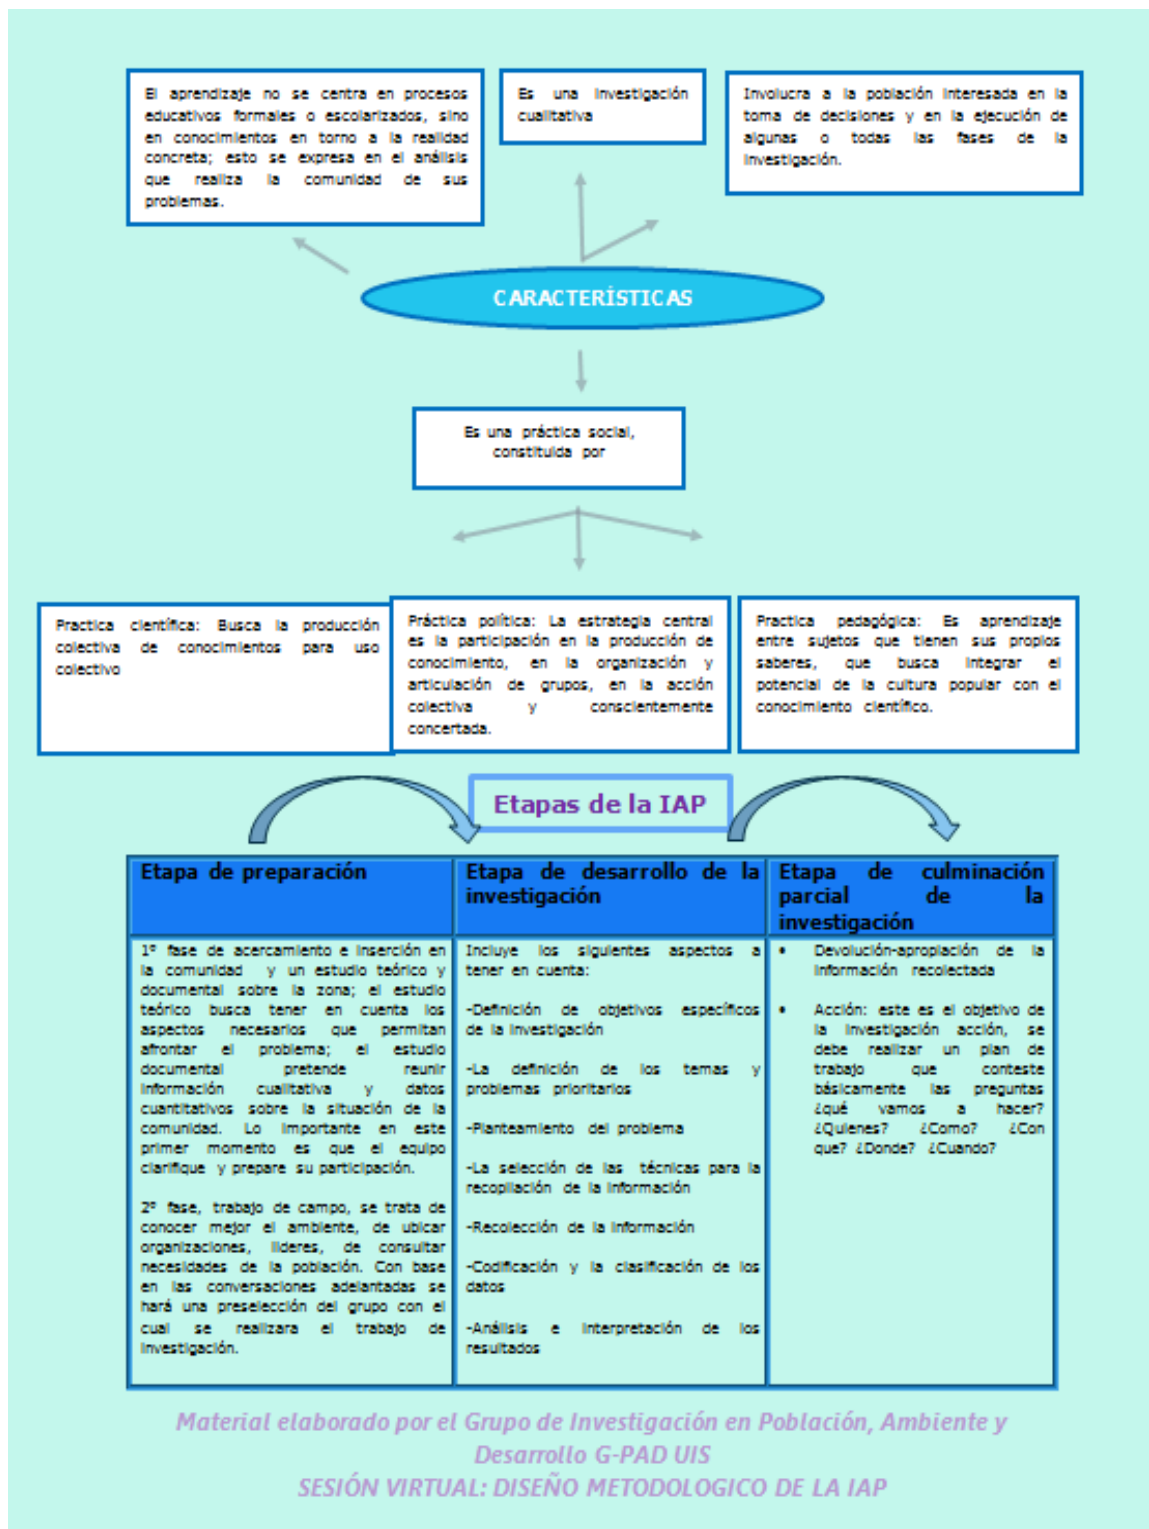 El aprendizaje no se centra en procesos
educativos formales o escolarizados, sino
en conocimientos en torno a la realidad
concreta; esto se expresa en el análisis
que realiza la comunidad de sus
problemas.
Es una investigación
cualitativa
Involucra a la población interesada en la
toma de decisiones y en la ejecución de
algunas o todas las fases de la
investigación.
CARACTERÍSTICAS
Es una práctica social,
constituida por
Practica científica: Busca la producción
colectiva de conocimientos para uso
colectivo
Práctica política: La estrategia central
es la participación en la producción de
conocimiento, en la organización y
articulación de grupos, en la acción
colectiva y conscientemente
concertada.
Practica pedagógica: Es aprendizaje
entre sujetos que tienen sus propios
saberes, que busca integrar el
potencial de la cultura popular con el
conocimiento científico.
Etapas de la IAP
Etapa de preparación
1º fase de acercamiento e inserción en
la comunidad y un estudio teórico y
documental sobre la zona; el estudio
teórico busca tener en cuenta los
aspectos necesarios que permitan
afrontar el problema; el estudio
documental pretende reunir
información cualitativa y datos
cuantitativos sobre la situación de la
comunidad. Lo importante en este
primer momento es que el equipo
clarifique y prepare su participación.
2º fase, trabajo de campo, se trata de
conocer mejor el ambiente, de ubicar
organizaciones, lideres, de consultar
necesidades de la población. Con base
en las conversaciones adelantadas se
hará una preselección del grupo con el
cual se realizara el trabajo de
investigación.
Etapa de desarrollo de la
investigación
Incluye los siguientes aspectos a
tener en cuenta:
-Definición de objetivos específicos
de la investigación
-La definición de los temas y
problemas prioritarios
-Planteamiento del problema
-La selección de las técnicas para la
recopilación de la información
-Recolección de la información
-Codificación y la clasificación de los
datos
-Análisis e interpretación de los
resultados
Etapa de culminación
parcial de la
investigación
• Devolución-apropiación de la
información recolectada
• Acción: este es el objetivo de
la investigación acción, se
debe realizar un plan de
trabajo que conteste
básicamente las preguntas
¿qué vamos a hacer?
¿Quienes? ¿Como? ¿Con
que? ¿Donde? ¿Cuando?
Material elaborado por el Grupo de Investigación en Población, Ambiente y
Desarrollo G-PAD UIS
SESIÓN VIRTUAL: DISEÑO METODOLOGICO DE LA IAP